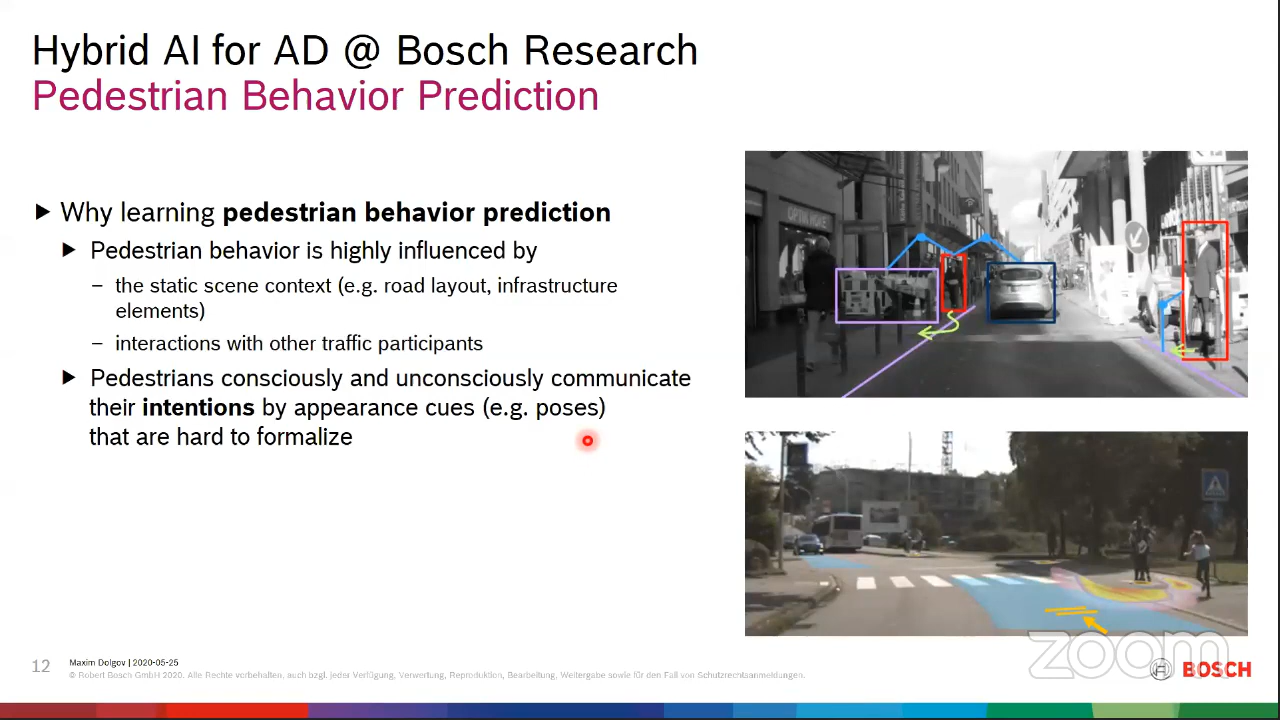 Hybrid AI for AD @ Bosch Research
Pedestrian Behavior Prediction
Why learning pedestrian behavior prediction
Pedestrian behavior is highly influenced by
– the static scene context (e.g. road layout, infrastructure
elements)
– interactions with other traffic participants
Pedestrians consciously and unconsciously communicate
their intentions by appearance cues (e.g. poses)
that are hard to formalize
12
Maxim Dolgov | 2020-05-25
© Robert Bosch GmbH 2020. Alle Rechte vorbehalten, auch bzgl. jeder Verfügung, Verwertung, Reproduktion, Bearbeitung, Weitergabe sowie für den Fall von Schutzrechtsanmeldungen.
zoom
BOSCH